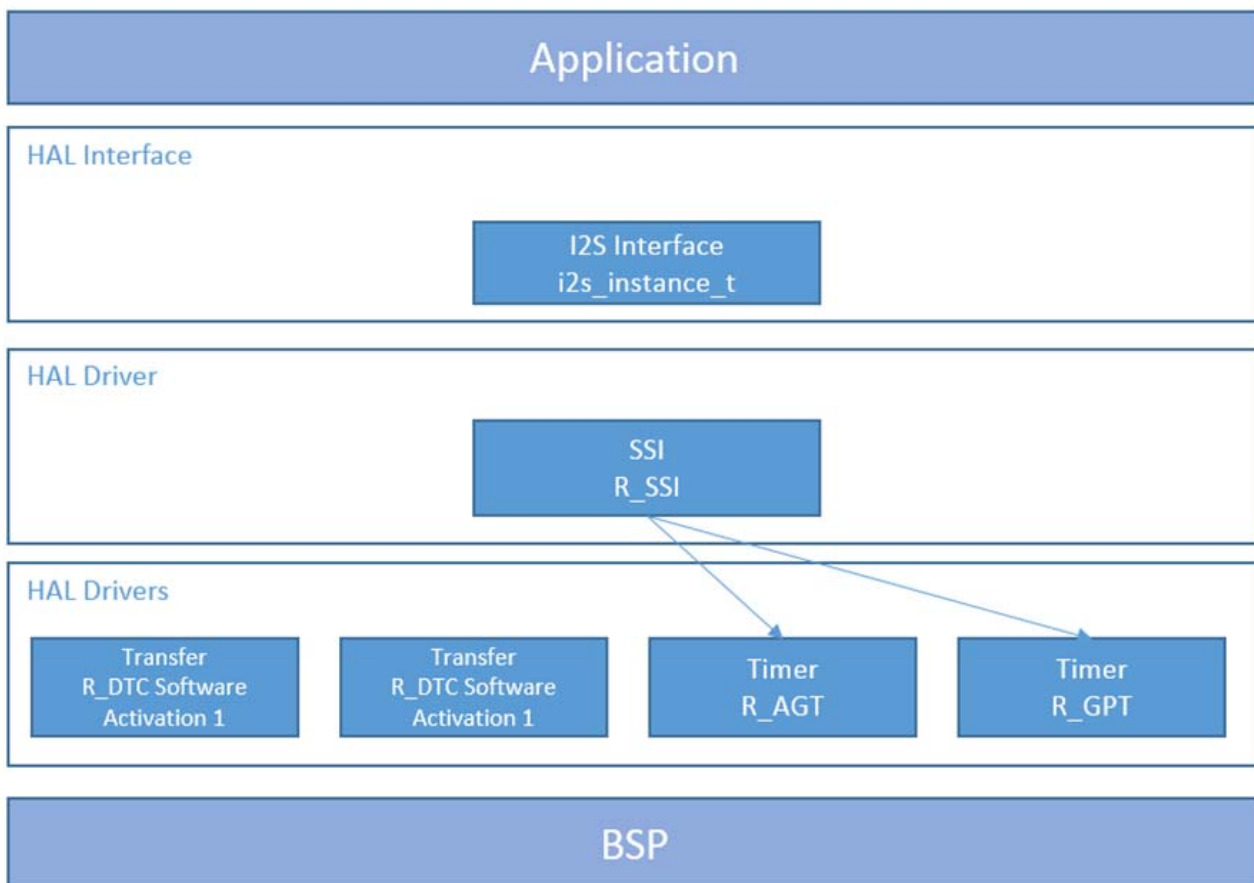 Application
HAL Interface
I2S Interface
i2s_instance_t
HAL Driver
SSI
R_SSI
HAL Drivers
Transfer
R_DTC Software
Activation 1
Transfer
R_DTC Software
Activation 1
Timer
R_AGT
Timer
R_GPT
BSP